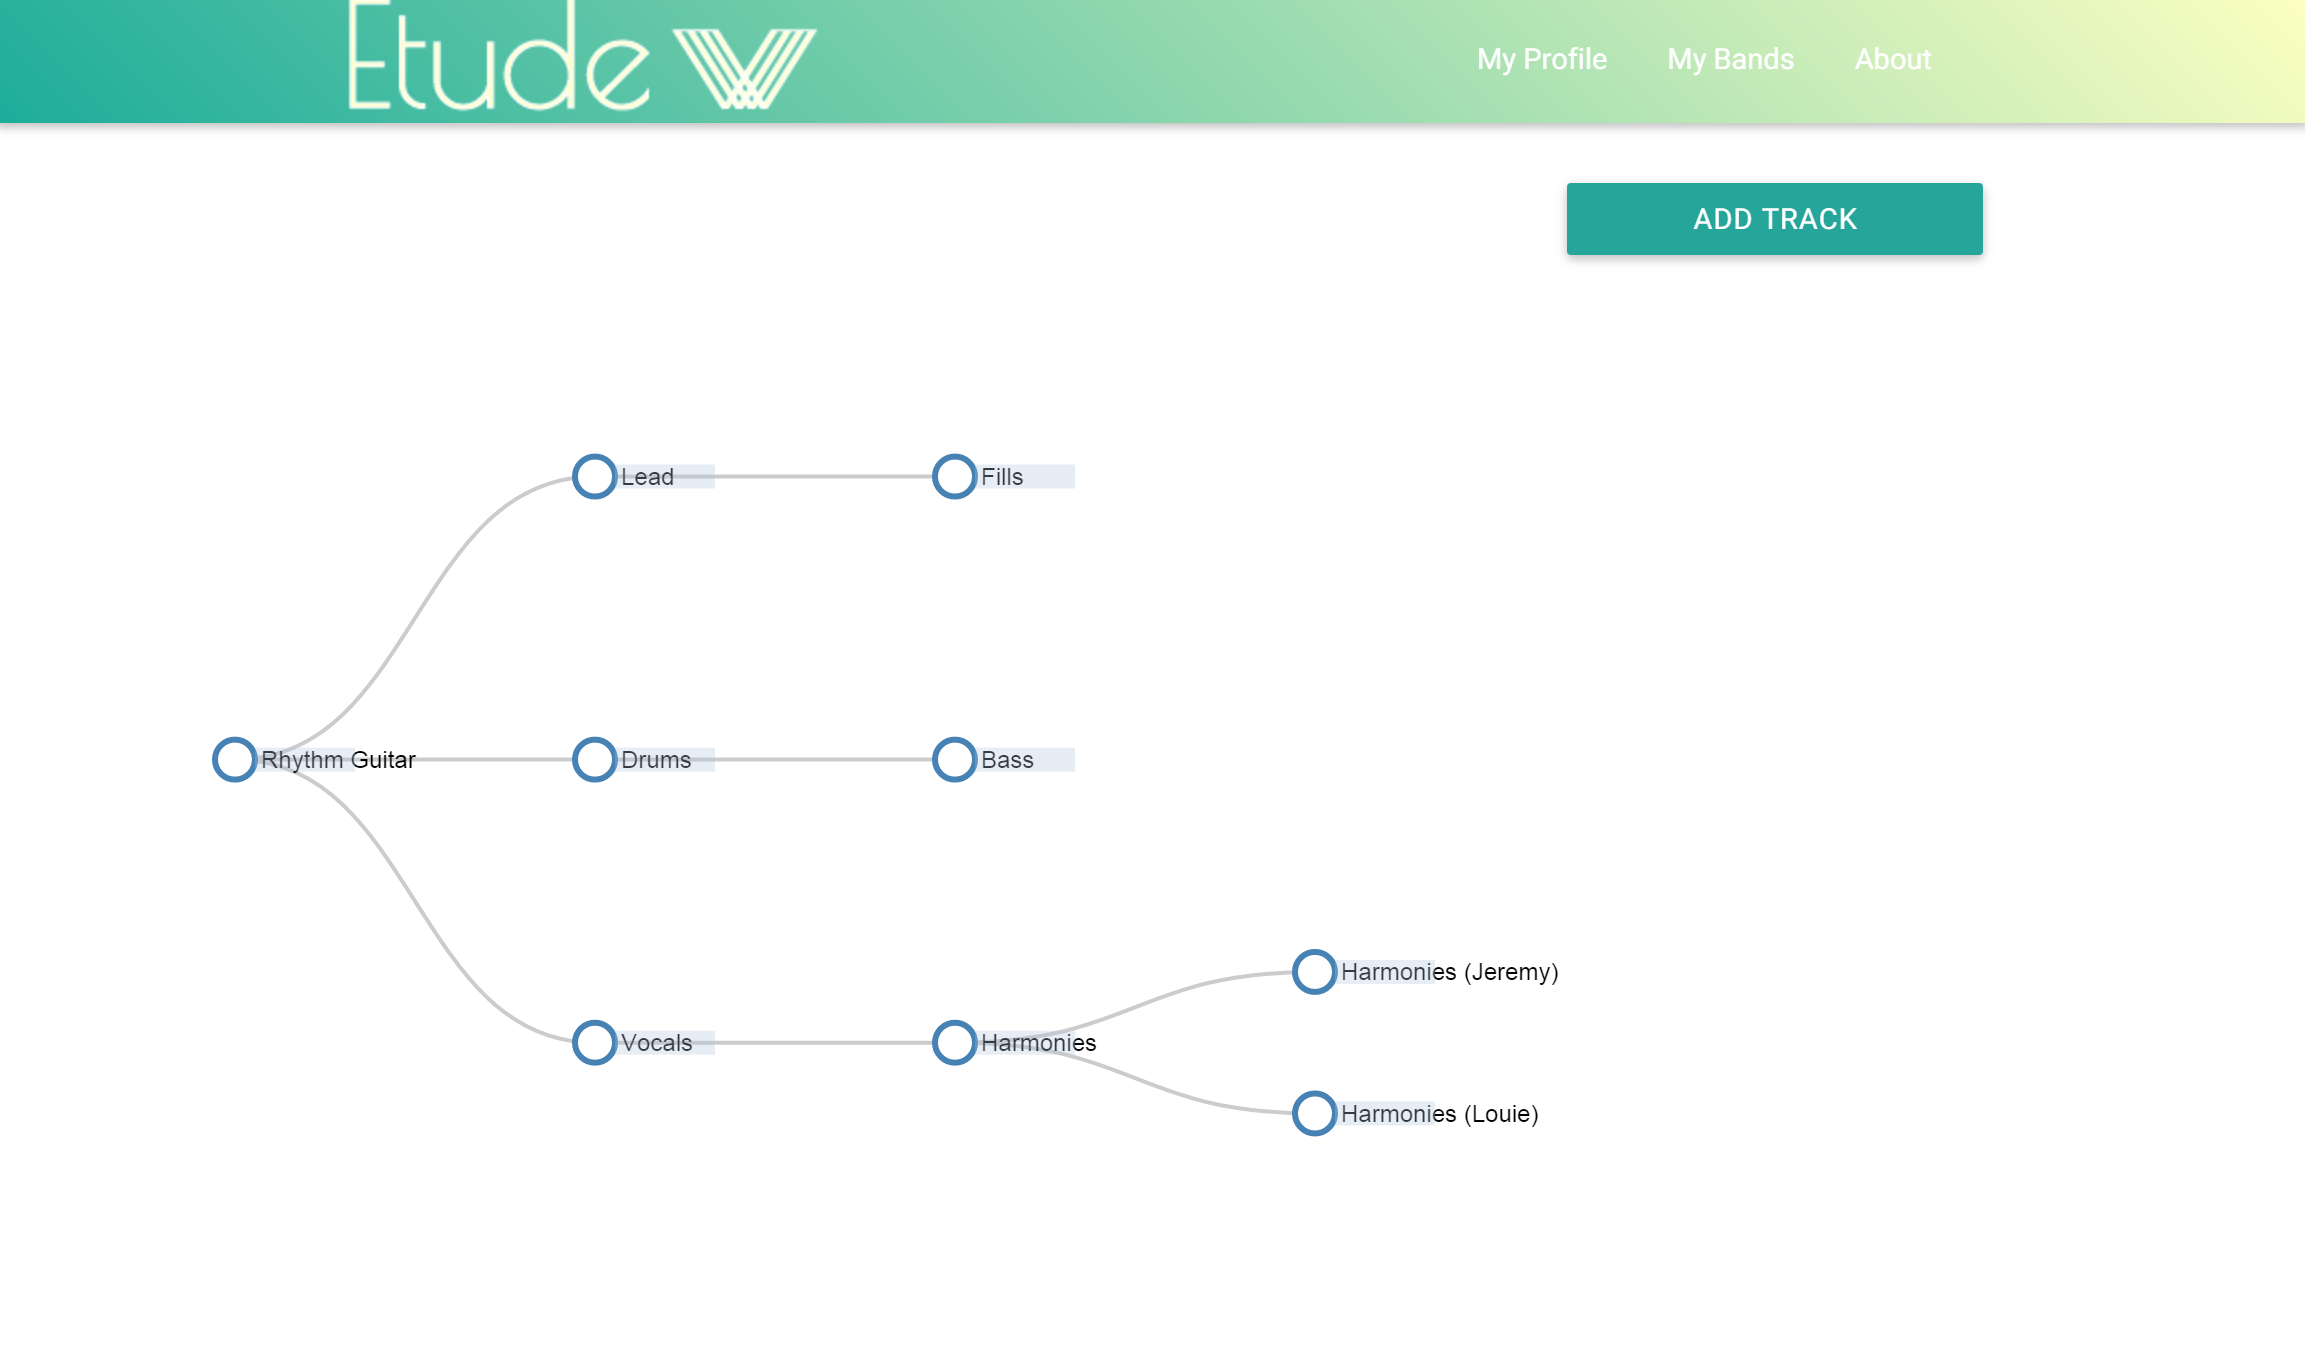 Etude
My Profile My Bands About
ADD TRACK
Lead Fills
Rhythm Guitar Drums Bass
Harmonies (Jeremy)
Vocals Harmonies
Harmonies (Louie)